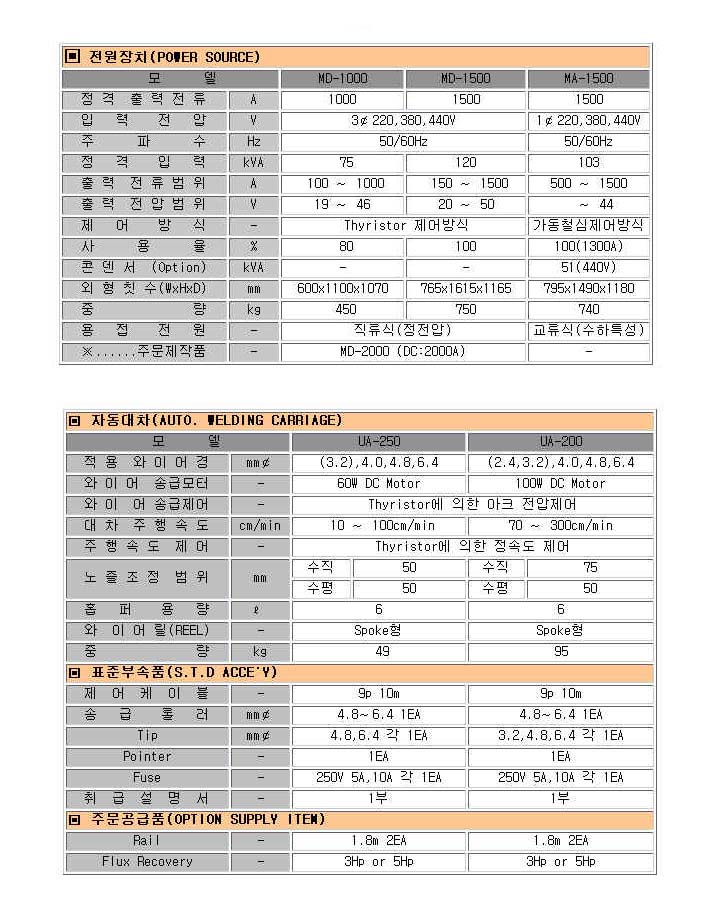 전원장치(POWER SOURCE)
모 델 MD-1000 MD-1500 MA-1500
정격 출력전류 A 1000 1500 1500
입력전압 V 3¢220,380,440V 1¢220,380,440V
주파수 Hz 50/60Hz 50/60Hz
정격 입력 kVA 75 120 103
출력 전류범위 A 100 ~ 1000 150 ~ 1500 500 ~ 1500
출력 전압범위 V 19 ~ 46 20 ~ 50 ~ 44
제어방식 - Thyristor 제어방식 가동철심제어방식
사용율 % 80 100 100(1300A)
콘덴서 (Option) kVA - - 51(440V)
외형칫수(WxHxD) mm 600x1100x1070 765x1615x1165 795x1490x1180
중량 kg 450 750 740
용접전원 - 직류식(정전압) 교류식(수하특성)
※......주문제작품 - MD-2000 (DC:2000A) -
자동대차(AUTO. WELDING CARRIAGE)
모 델 UA-250 UA-200
적용 와이어경 mm¢ (3.2),4.0,4.8,6.4 (2.4,3.2),4.0,4.8,6.4
와이어 송급모터 - 60W DC Motor 100W DC Motor
와이어송급제어 - Thyristor에 의한 아크 전압제어
대차 주행속도 cm/min 10 ~ 100cm/min 70 ~ 300cm/min
주행속도 제어 - Thyristor에 의한 정속도 제어
노즐조정 범위 mm 수직 50 수직 75
수평 50 수평 50
홉퍼용량 ℓ 6 6
와이어릴(REEL) - Spoke형 Spoke형
중량 kg 49 95
표준부속품(S.T.D ACCE'Y)
제어케이블 - 9p 10m 9p 10m
송급롤러 mm¢ 4.8~6.4 1EA 4.8~6.4 1EA
Tip mm¢ 4.8,6.4 각 1EA 3.2,4.8,6.4 각 1EA
Pointer - 1EA 1EA
Fuse - 250V 5A,10A 각 1EA 250V 5A,10A 각 1EA
취급설명서 - 1부 1부
주문공급품(OPTION SUPPLY ITEM)
Rail - 1.8m 2EA 1.8m 2EA
Flux Recovery - 3Hp or 5Hp 3Hp or 5Hp